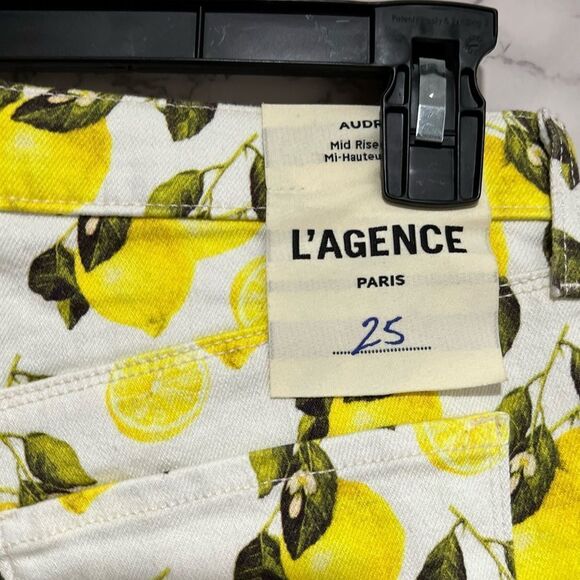 AUDR
Mid Rise
Mi-Hauteu
L'AGENCE
PARIS
25